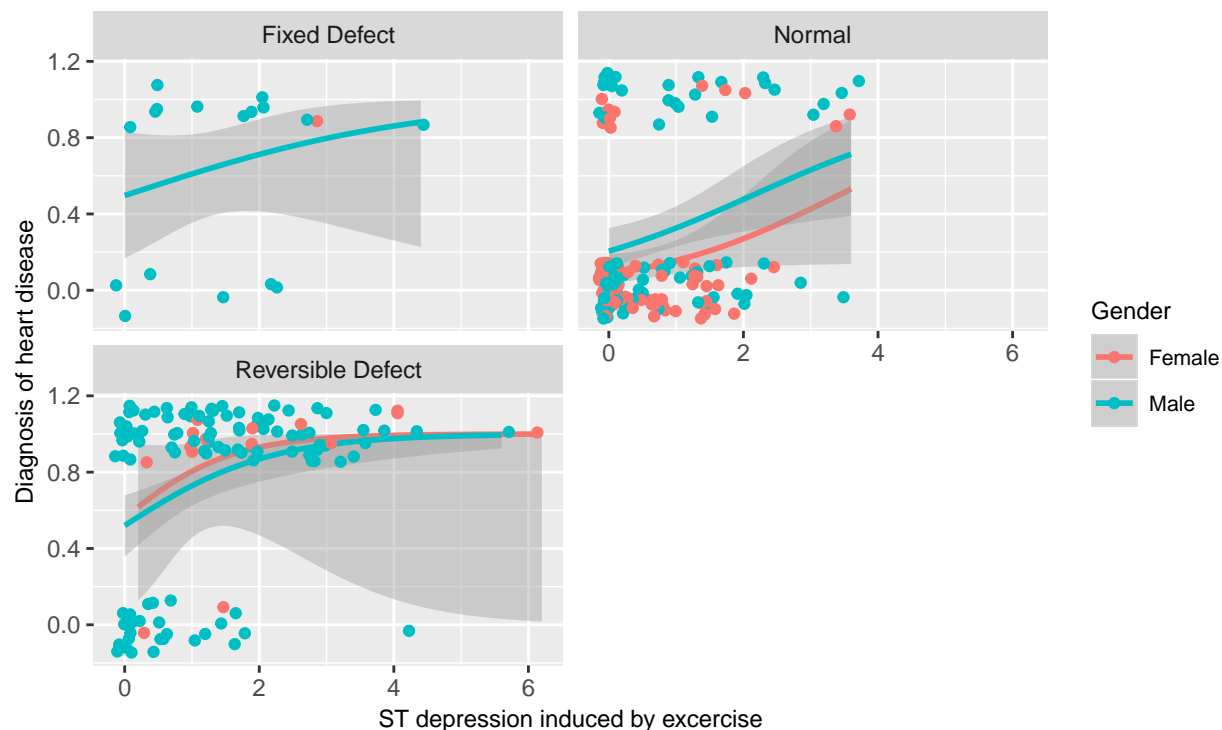 Fixed Defect
Normal
1.2
0.8
0.4
0.0
0
2
4
6
Reversible Defect
1.2
0.8
0.4
0.0
0
2
4
6
ST depression induced by excercise
Diagnosis of heart disease
Gender
Female
Male